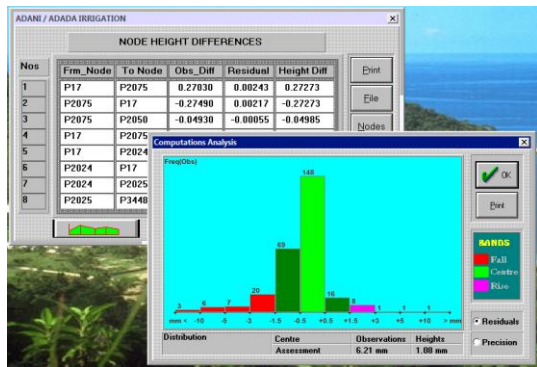 ADANI / ADADA IRRIGATION
NODE HEIGHT DIFFERENCES
Nos Frm_Node To Node Obs_Diff Residual Height Diff
1 P17 P2075 0.27030 0.00243 0.27273
2 P2075 P17 -0.27490 0.00217 -0.27273
3 P2075 P2050 -0.04930 -0.00055 -0.04985
4 P17 P2075
5 P17 P2024
6 P2024 P17
7 P2024 P2025
8 P2025 P3448
Print
File
Nodes
Computations Analysis
Freq(Obs)
3 6 7 20 69 148 16 8 1 1 1
mm < -10 -5 -3 -1.5 -0.5 +0.5 +1.5 +3 +5 +10 > mm
OK
Print
BANDS
Fall
Centre
Rise
Residuals
Precision
Distribution Centre Observations Heights
Assessment 6.21 mm 1.08 mm